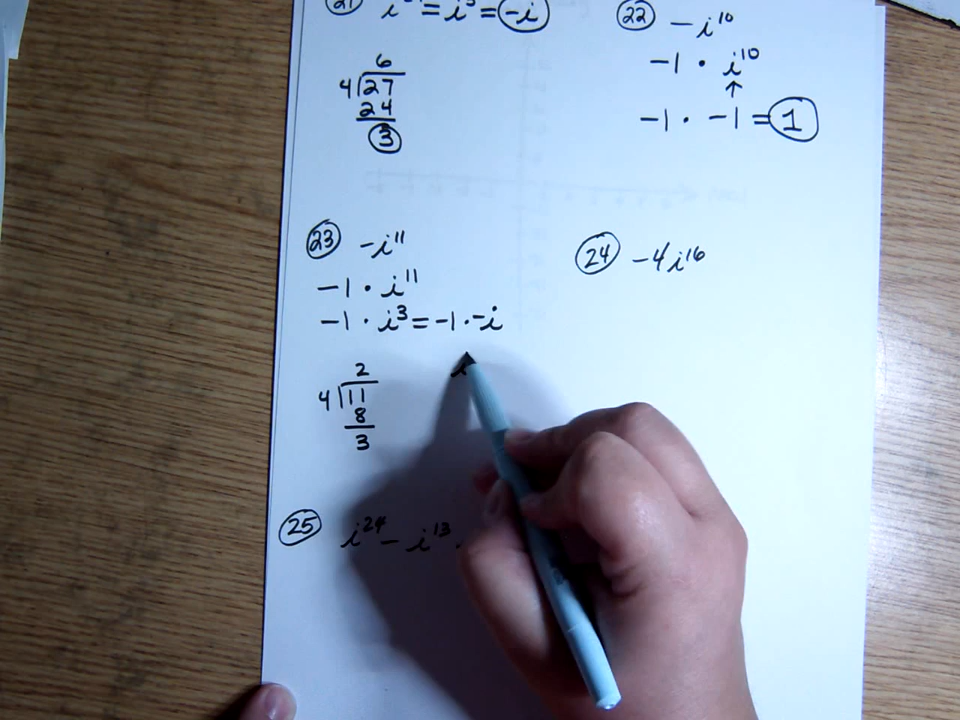 21 i²⁷ = i³ = -i
6
4 27
24
3
22 -i¹⁰
-1 · i¹⁰
↑
-1 · -1 = 1
23 -i¹¹
-1 · i¹¹
-1 · i³ = -1 · -i
i
2
4 11
8
3
24 -4i¹⁶
25 i²⁴ - i¹³